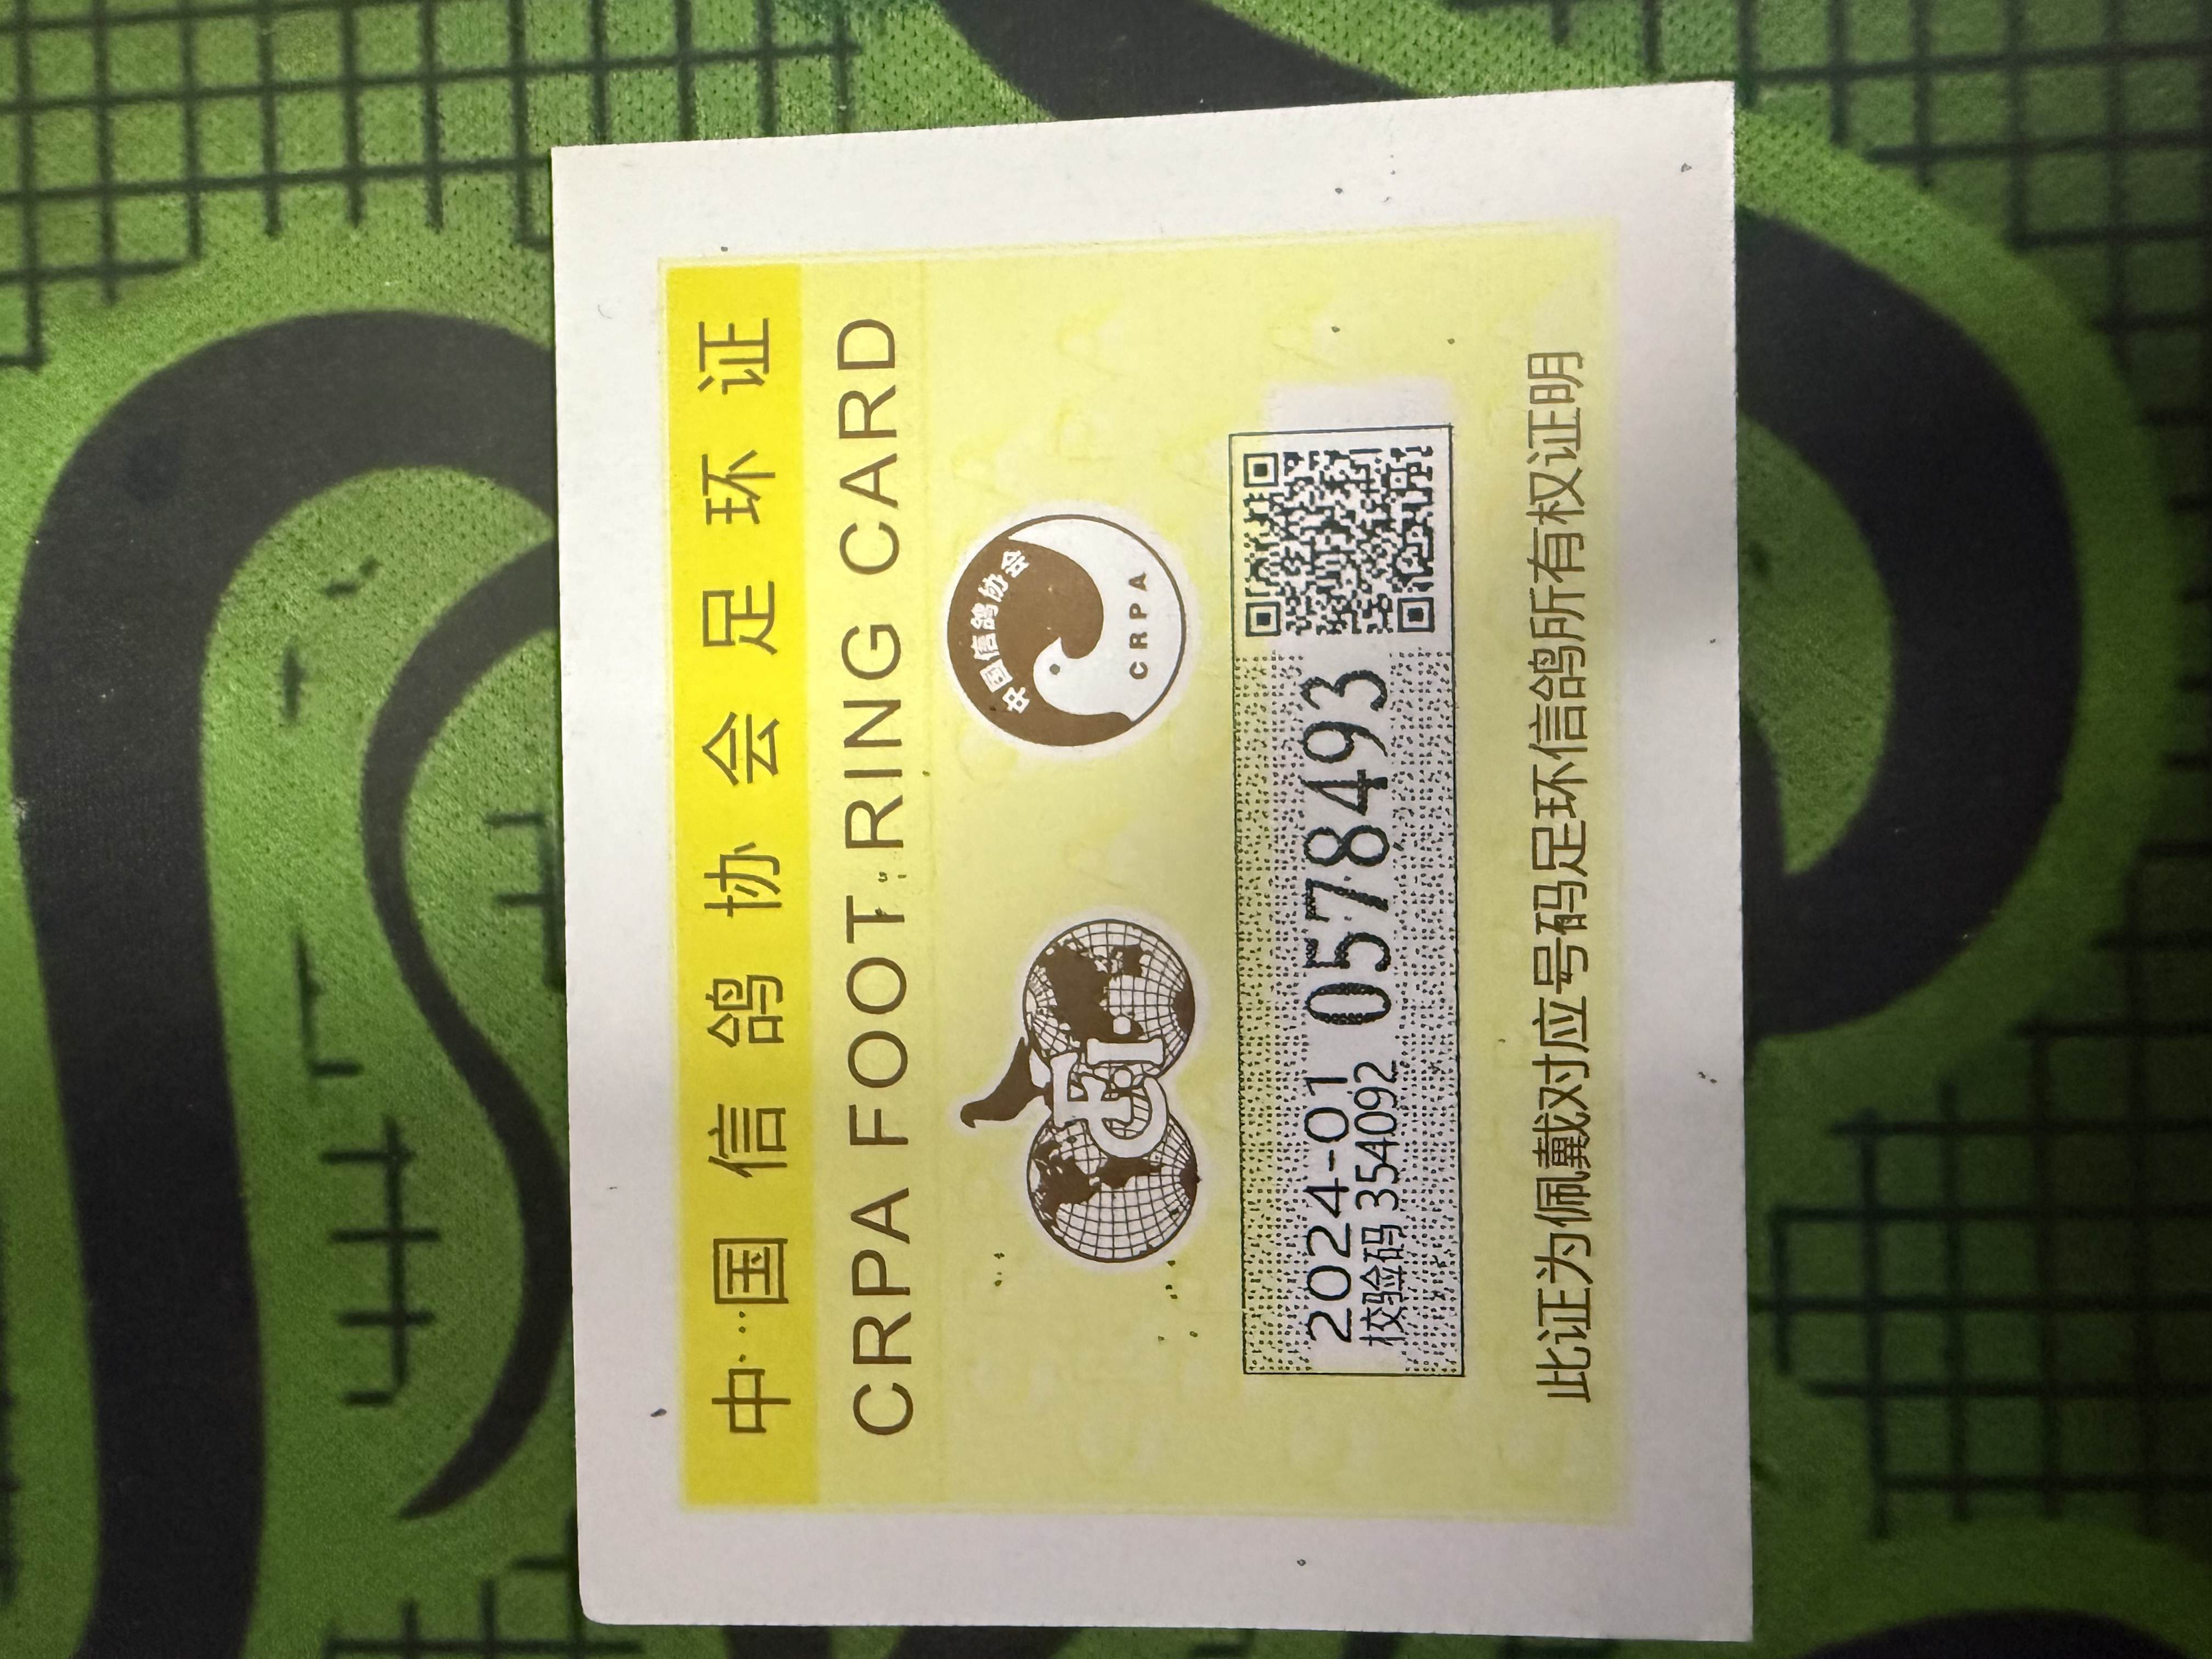 中国信鸽协会足环证
CRPA FOOT RING CARD
FCI
中国信鸽协会
CRPA
2024-01 0578493
校验码 354092
此证为佩戴对应号码足环信鸽所有权证明